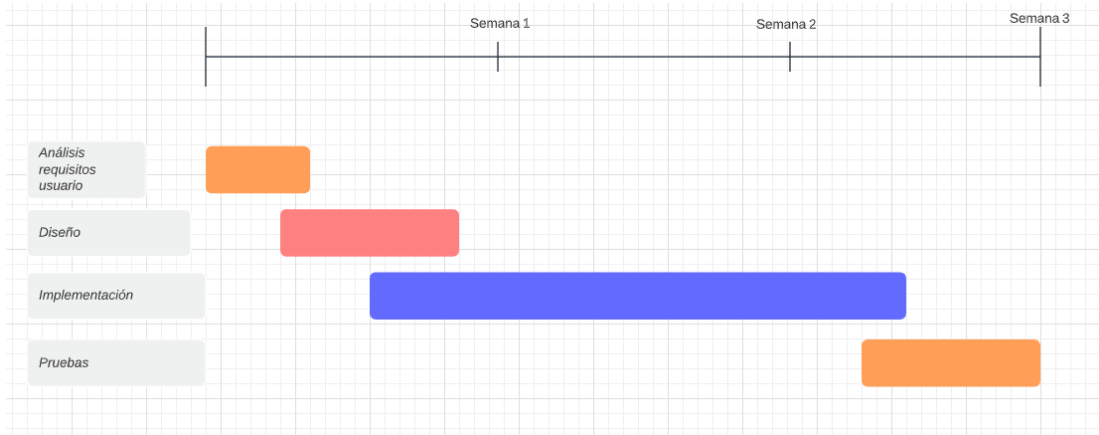 Semana 1
Semana 2
Semana 3
Análisis
requisitos
usuario
Diseño
Implementación
Pruebas